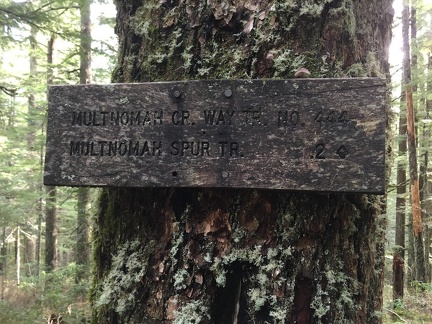 MULTNOMAH CR. WAY TR. NO. 444
MULTNOMAH SPUR TR. .2